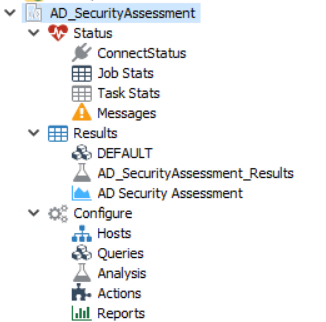 AD_SecurityAssessment
Status
ConnectStatus
Job Stats
Task Stats
Messages
Results
DEFAULT
AD_SecurityAssessment_Results
AD Security Assessment
Configure
Hosts
Queries
Analysis
Actions
Reports